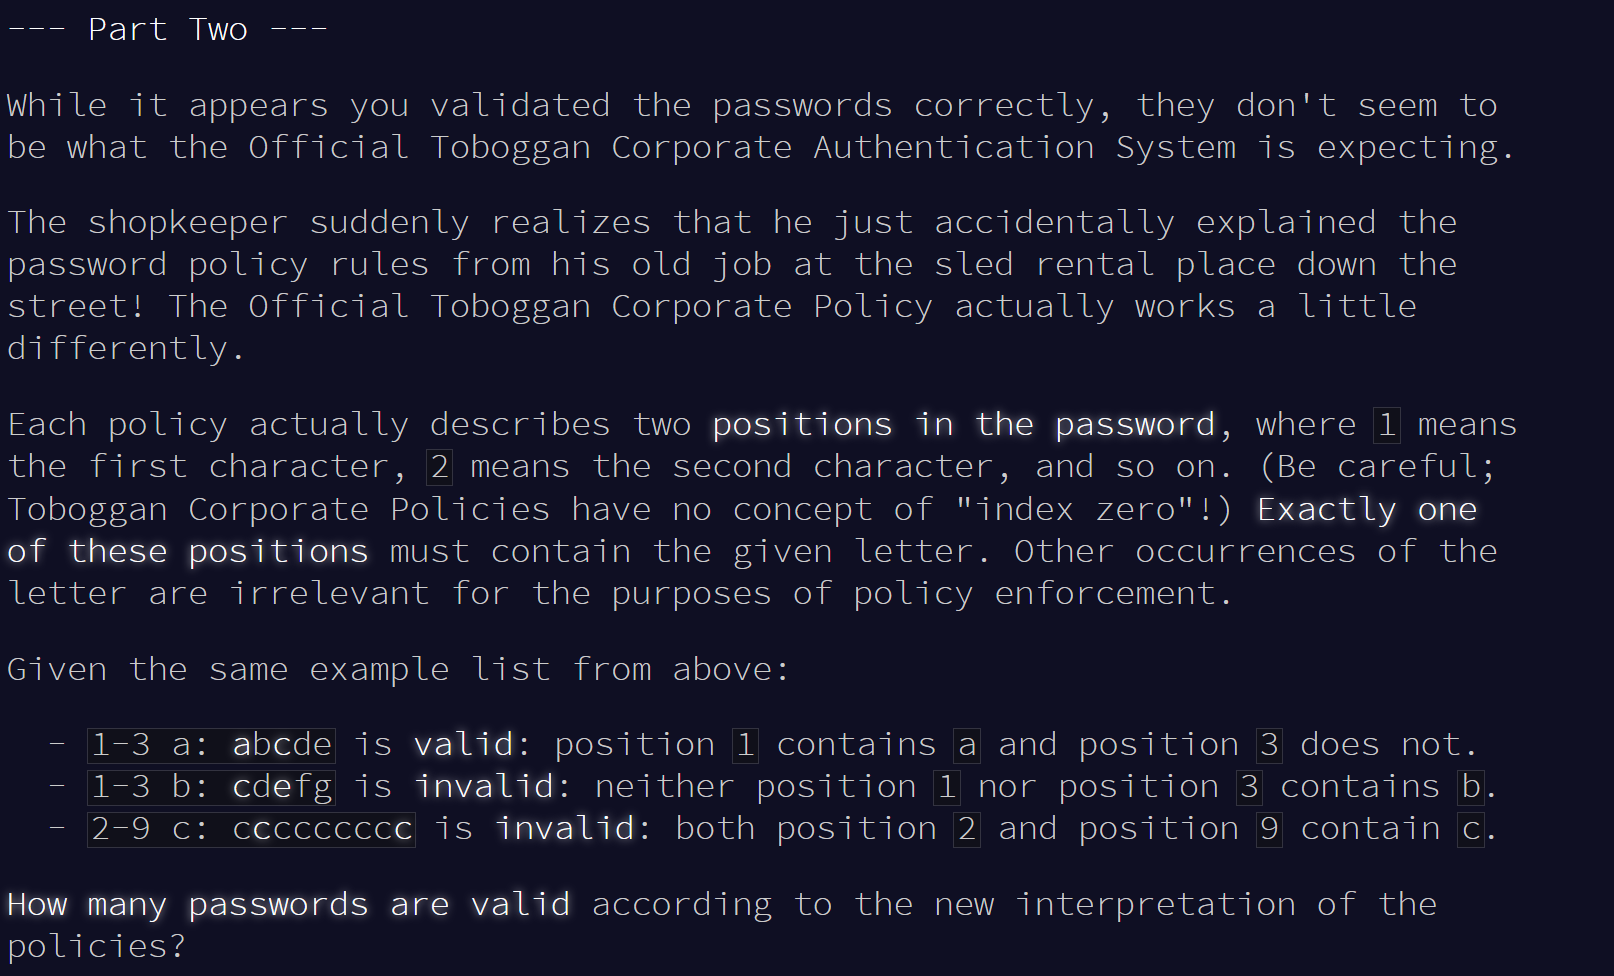 --- Part Two ---
While it appears you validated the passwords correctly, they don't seem to
be what the Official Toboggan Corporate Authentication System is expecting.
The shopkeeper suddenly realizes that he just accidentally explained the
password policy rules from his old job at the sled rental place down the
street! The Official Toboggan Corporate Policy actually works a little
differently.
Each policy actually describes two positions in the password, where 1 means
the first character, 2 means the second character, and so on. (Be careful;
Toboggan Corporate Policies have no concept of "index zero"!) Exactly one
of these positions must contain the given letter. Other occurrences of the
letter are irrelevant for the purposes of policy enforcement.
Given the same example list from above:
- 1-3 a: abcde is valid: position 1 contains a and position 3 does not.
- 1-3 b: cdefg is invalid: neither position 1 nor position 3 contains b.
- 2-9 c: ccccccccc is invalid: both position 2 and position 9 contain c.
How many passwords are valid according to the new interpretation of the
policies?